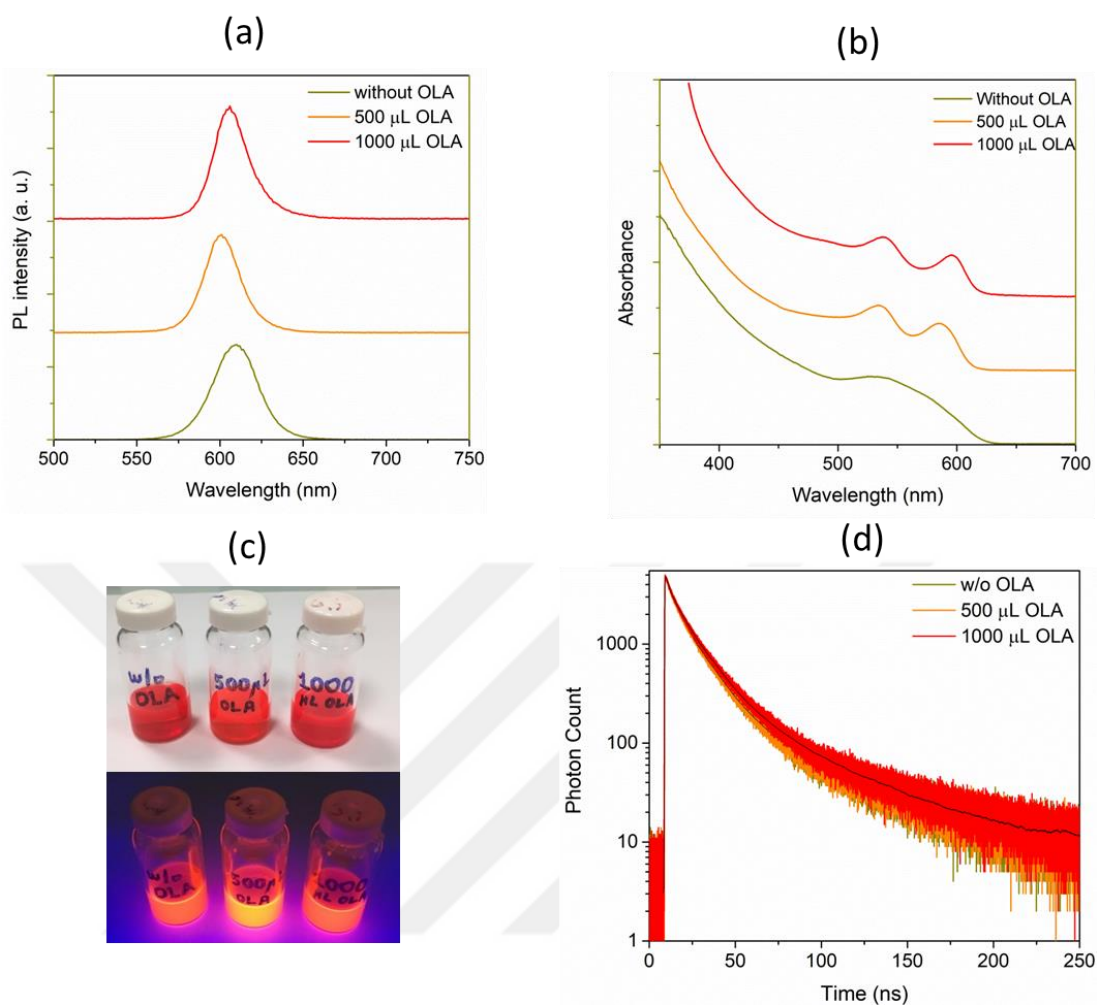 (a)
without OLA
500 μL OLA
1000 μL OLA
PL intensity (a. u.)
500 550 600 650 700 750
Wavelength (nm)
(b)
Without OLA
500 μL OLA
1000 μL OLA
Absorbance
400 500 600 700
Wavelength (nm)
(c)
w/o
OLA
500μl
OLA
1000
μL OLA
w/o
OLA
500μl
OLA
1000
μL OLA
(d)
w/o OLA
500 μL OLA
1000 μL OLA
Photon Count
1000
100
10
1
0 50 100 150 200 250
Time (ns)